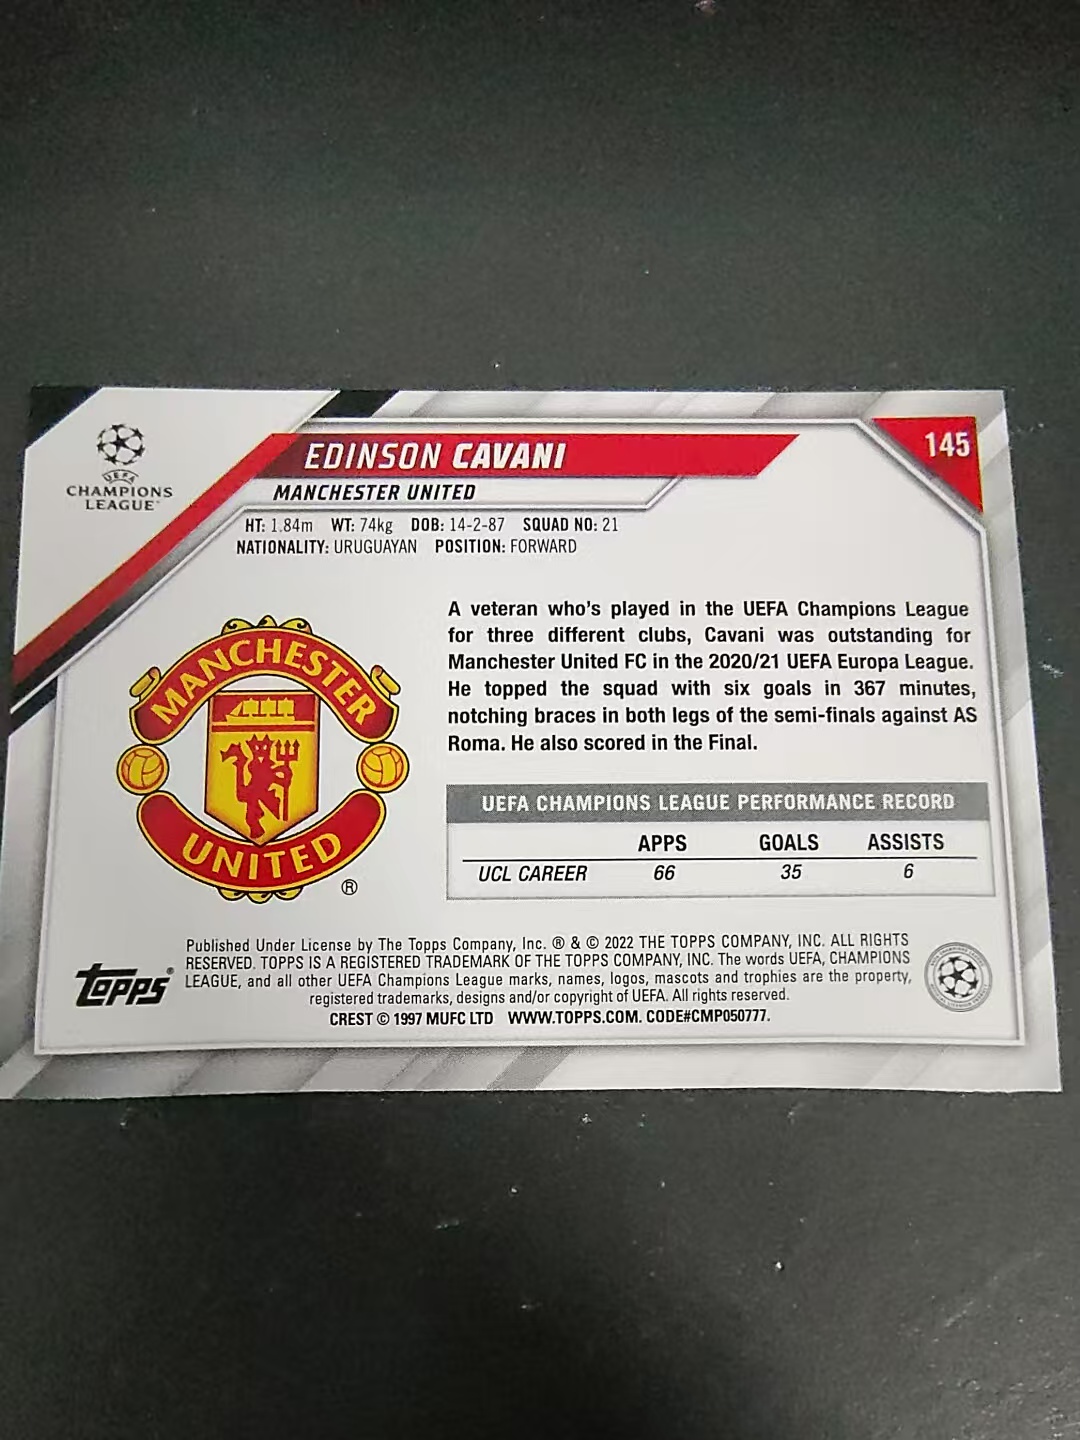 UEFA
CHAMPIONS
LEAGUE
EDINSON CAVANI
145
MANCHESTER UNITED
HT: 1.84m WT: 74kg DOB: 14-2-87 SQUAD NO: 21
NATIONALITY: URUGUAYAN POSITION: FORWARD
MANCHESTER
UNITED
®
A veteran who's played in the UEFA Champions League
for three different clubs, Cavani was outstanding for
Manchester United FC in the 2020/21 UEFA Europa League.
He topped the squad with six goals in 367 minutes,
notching braces in both legs of the semi-finals against AS
Roma. He also scored in the Final.
UEFA CHAMPIONS LEAGUE PERFORMANCE RECORD
APPS GOALS ASSISTS
UCL CAREER 66 35 6
topps®
Published Under License by The Topps Company, Inc. ® & © 2022 THE TOPPS COMPANY, INC. ALL RIGHTS
RESERVED. TOPPS IS A REGISTERED TRADEMARK OF THE TOPPS COMPANY, INC. The words UEFA, CHAMPIONS
LEAGUE, and all other UEFA Champions League marks, names, logos, mascots and trophies are the property,
registered trademarks, designs and/or copyright of UEFA. All rights reserved.
CREST © 1997 MUFC LTD WWW.TOPPS.COM. CODE#CMP050777.